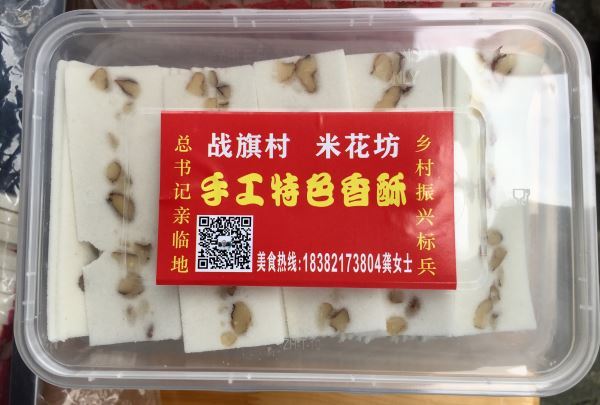 总书记亲临地
战旗村 米花坊
手工特色香酥
美食热线:18382173804龚女士
乡村振兴标兵